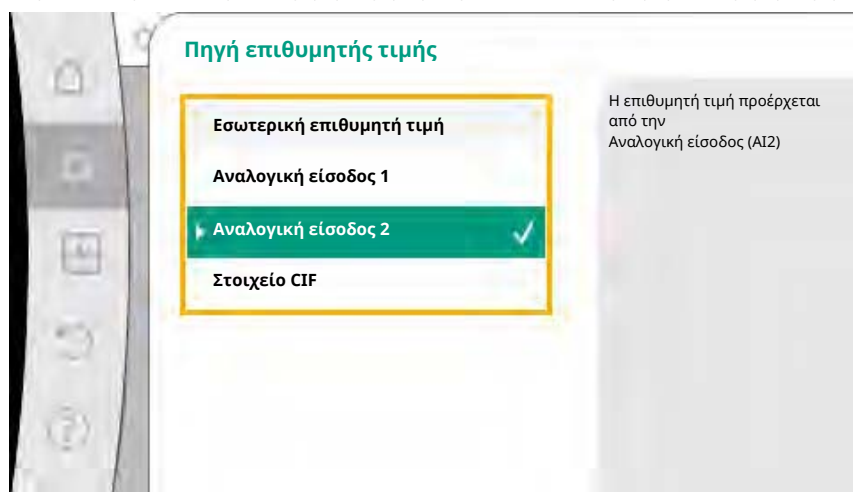 Πηγή επιθυμητής τιμής
Εσωτερική επιθυμητή τιμή
Αναλογική είσοδος 1
Αναλογική είσοδος 2
Στοιχείο CIF
Η επιθυμητή τιμή προέρχεται
από την
Αναλογική είσοδος (AI2)